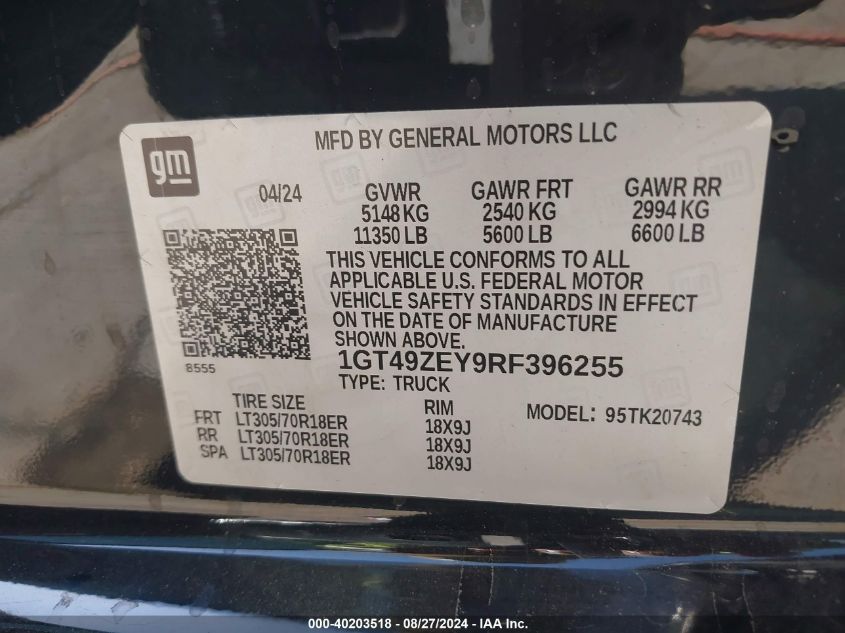 gm
MFD BY GENERAL MOTORS LLC
04/24 GVWR GAWR FRT GAWR RR
5148 KG 2540 KG 2994 KG
11350 LB 5600 LB 6600 LB
THIS VEHICLE CONFORMS TO ALL
APPLICABLE U.S. FEDERAL MOTOR
VEHICLE SAFETY STANDARDS IN EFFECT
ON THE DATE OF MANUFACTURE
SHOWN ABOVE.
8555
1GT49ZEY9RF396255
TYPE: TRUCK
TIRE SIZE RIM MODEL: 95TK20743
FRT LT305/70R18ER 18X9J
RR LT305/70R18ER 18X9J
SPA LT305/70R18ER 18X9J
000-40203518 - 08/27/2024 - IAA Inc.